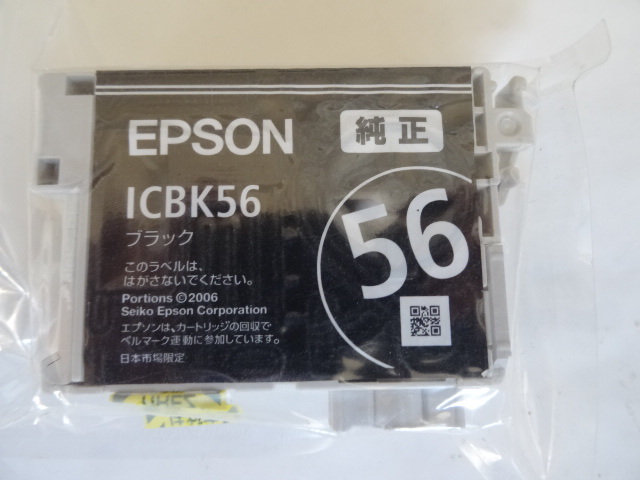 EPSON
純正
ICBK56
ブラック
56
このラベルは、
はがさないでください。
Portions ©2006
Seiko Epson Corporation
エプソンは、カートリッジの回収で
ベルマーク運動に参加しています。
日本市場限定